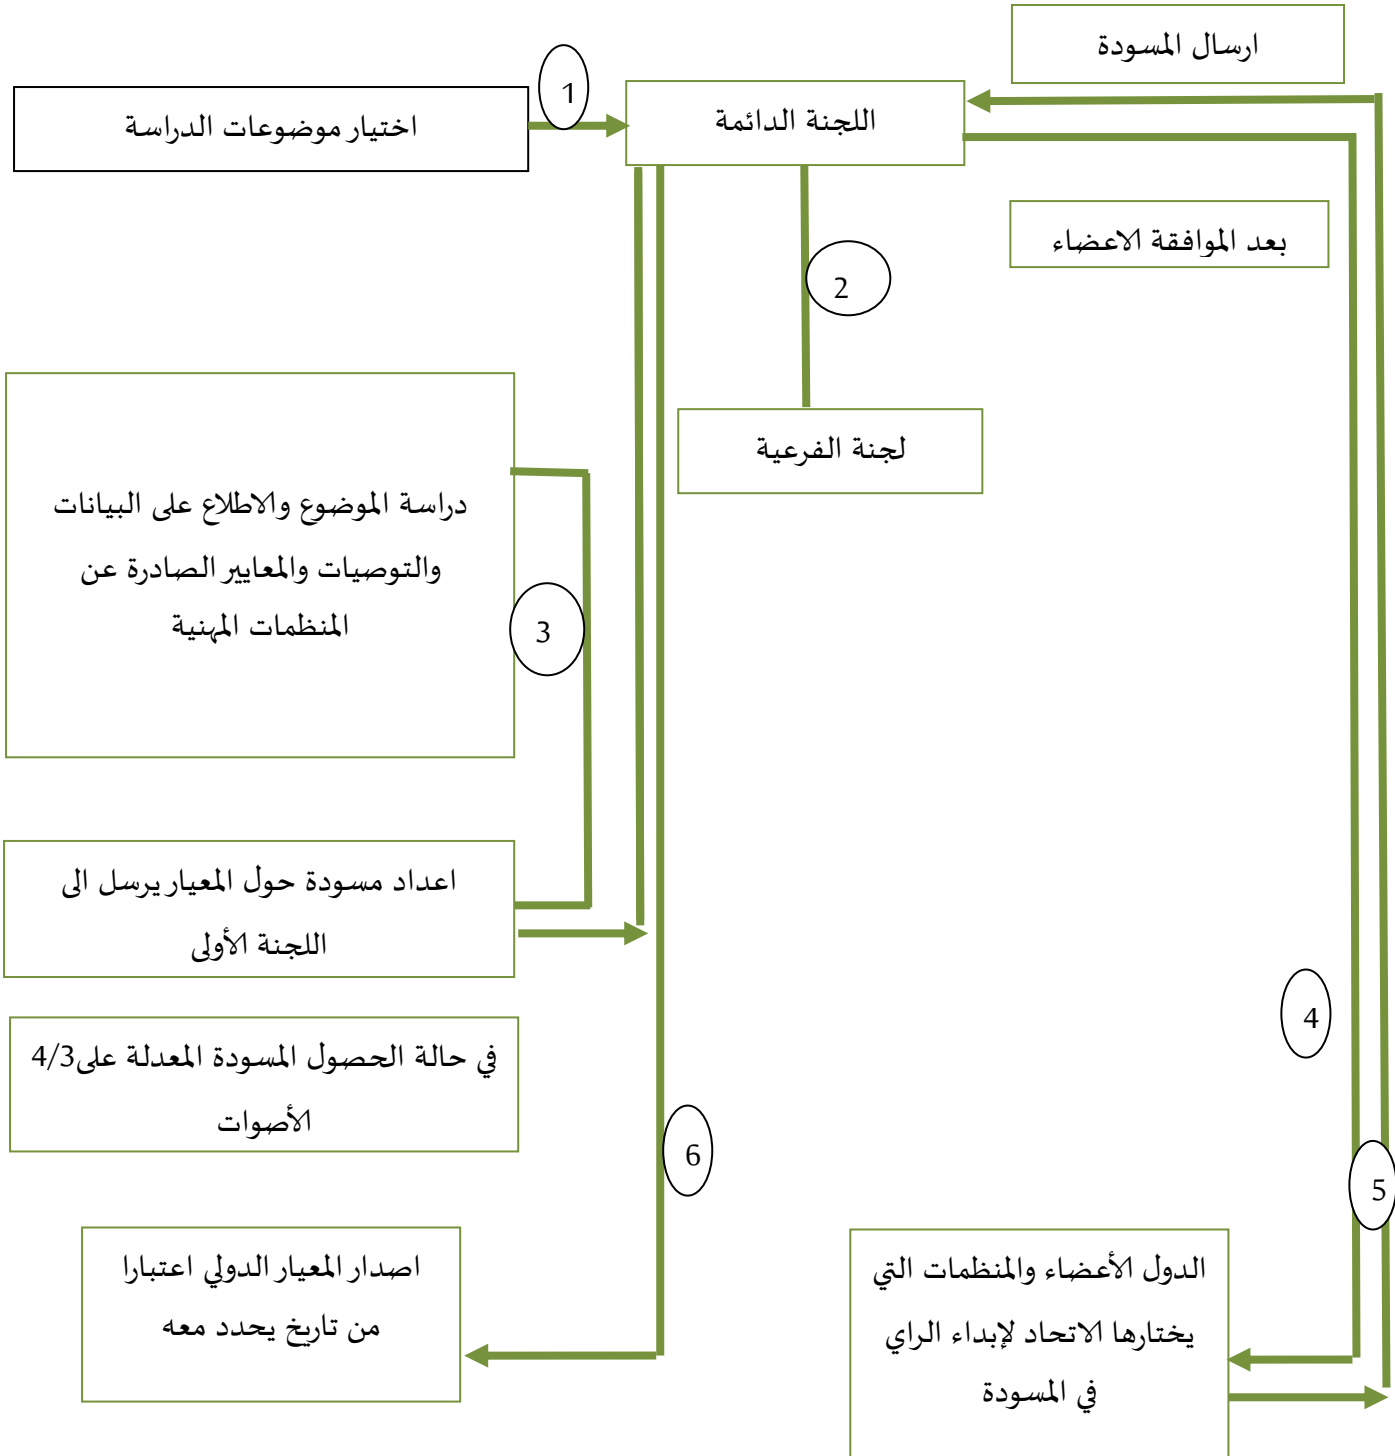 ارسال المسودة
1
اللجنة الدائمة
اختيار موضوعات الدراسة
بعد الموافقة الاعضاء
2
لجنة الفرعية
دراسة الموضوع والاطلاع على البيانات
والتوصيات والمعايير الصادرة عن
المنظمات المهنية
3
اعداد مسودة حول المعيار يرسل الى
اللجنة الأولى
4
في حالة الحصول المسودة المعدلة على4/3
الأصوات
6
5
الدول الأعضاء والمنظمات التي
يختارها الاتحاد لإبداء الراي
في المسودة
اصدار المعيار الدولي اعتبارا
من تاريخ يحدد معه